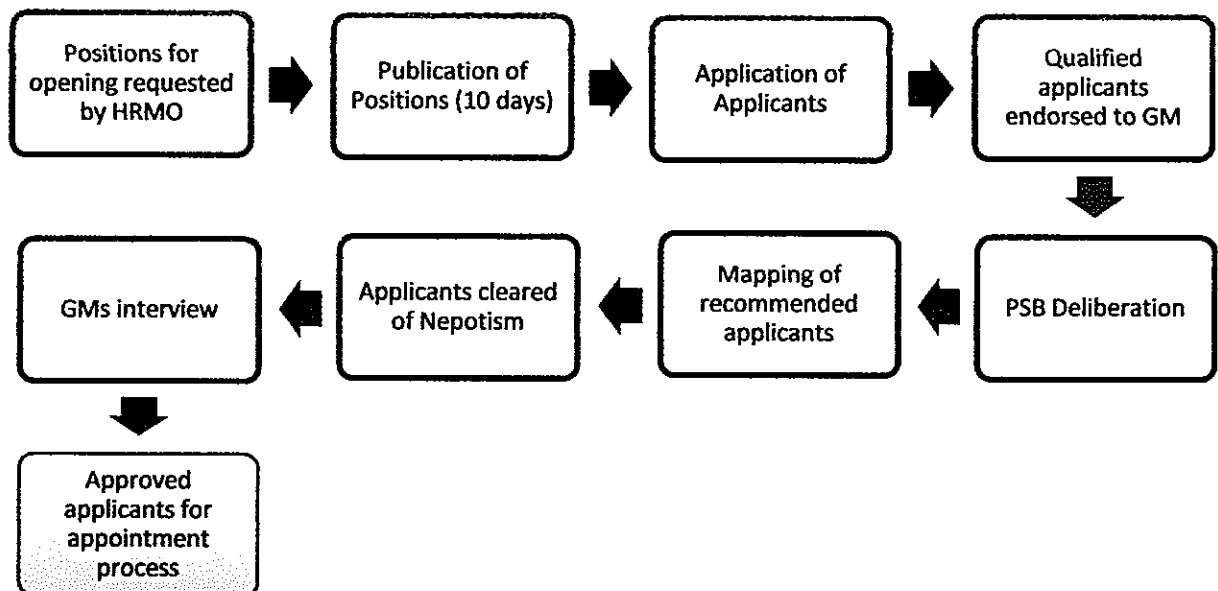 Positions for
opening requested
by HRMO
Publication of
Positions (10 days)
Application of
Applicants
Qualified
applicants
endorsed to GM
PSB Deliberation
Mapping of
recommended
applicants
Applicants cleared
of Nepotism
GMs interview
Approved
applicants for
appointment
process